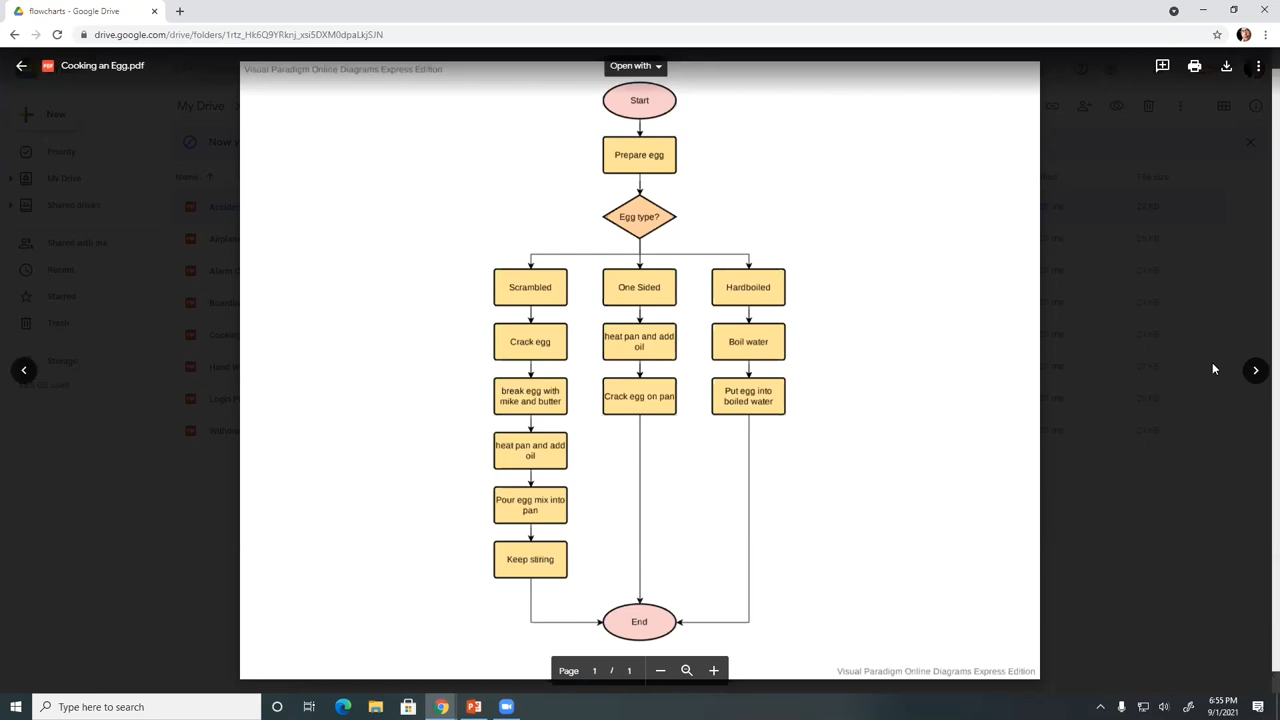 flowcharts - Google Drive
drive.google.com/drive/folders/1rtz_Hk6Q9YRknj_xsi5DXM0dpaLkjSJN
PDF Cooking an Egg.pdf
Open with
Visual Paradigm Online Diagrams Express Edition
New
Priority
My Drive
Shared drives
Shared with me
Recent
Starred
Trash
Storage
My Drive
Name
File size
Start
Prepare egg
Egg type?
Scrambled
One Sided
Hardboiled
Crack egg
heat pan and add
oil
Boil water
break egg with
mike and butter
Crack egg on pan
Put egg into
boiled water
heat pan and add
oil
Pour egg mix into
pan
Keep stiring
End
Page 1 / 1
Visual Paradigm Online Diagrams Express Edition
Type here to search
6:55 PM
9/1/2021